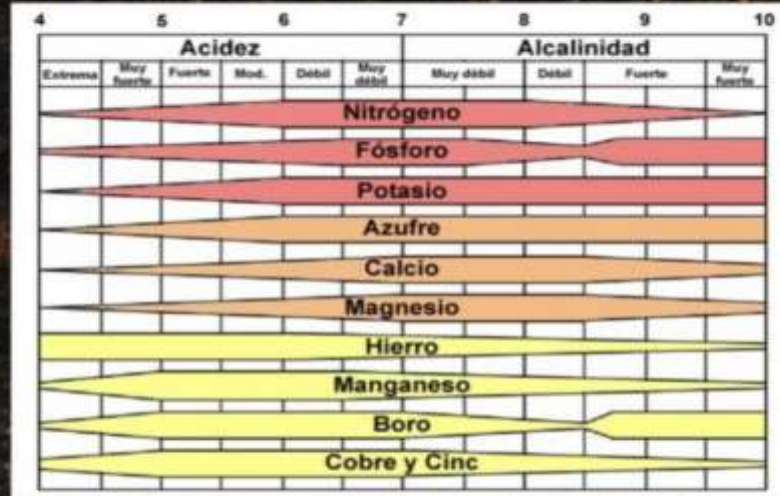 4 5 6 7 8 9 10
Acidez Alcalinidad
Extrema Muy fuerte Fuerte Mod. Débil Muy débil Muy débil Débil Fuerte Muy fuerte
Nitrógeno
Fósforo
Potasio
Azufre
Calcio
Magnesio
Hierro
Manganeso
Boro
Cobre y Cinc